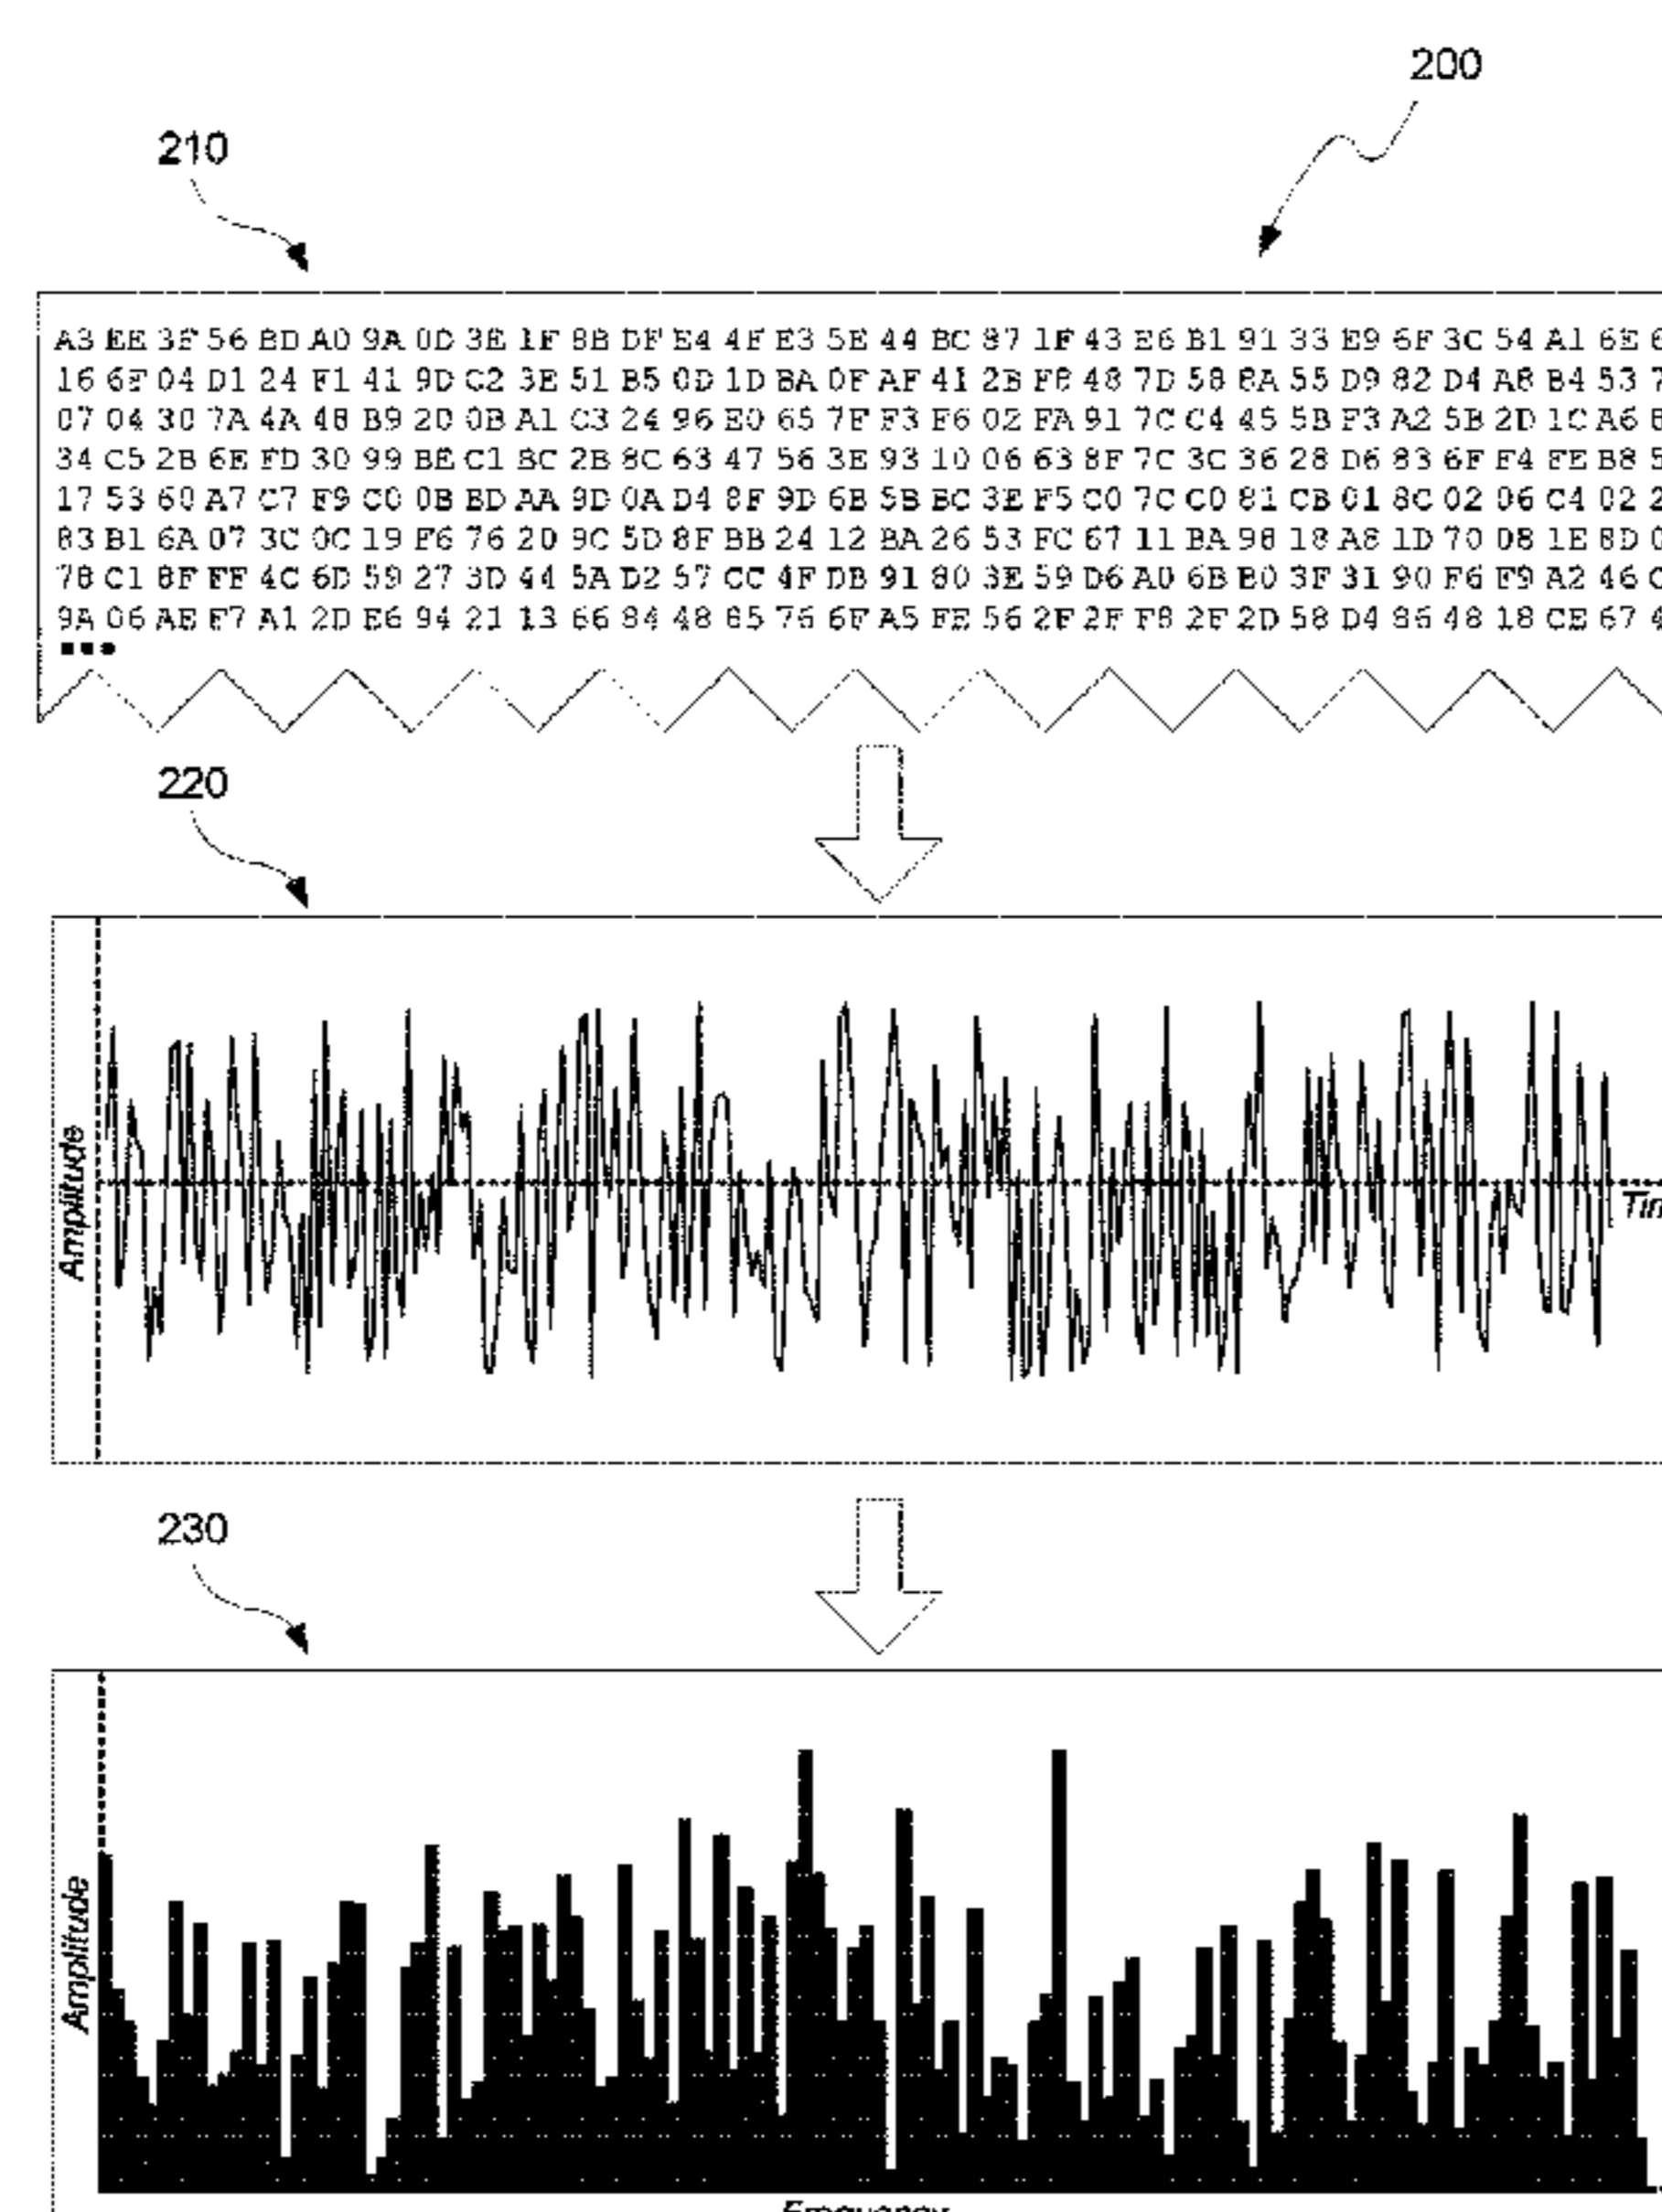 200
210
A3 EE 3F 56 BD A0 9A 0D 3E 1F 8B DF E4 4F E3 5E 44 BC 87 1F 43 E6 B1 91 33 E9 6F 3C 54 A1 6E 6
16 6F 04 D1 24 F1 41 9D C2 3E 51 B5 0D 1D BA 0F AF 41 2B F8 48 7D 58 8A 55 D9 82 D4 A8 B4 53 7
07 04 30 7A 4A 48 B9 2D 0B A1 C3 24 96 E0 65 7F F3 F6 02 FA 91 7C C4 45 5B F3 A2 5B 2D 1C A6 8
34 C5 2B 6E FD 30 99 BE C1 8C 2B 8C 63 47 56 3E 93 10 06 63 8F 7C 3C 36 28 D6 83 6F F4 FE B8 5
17 53 60 A7 C7 F9 C0 0B BD AA 9D 0A D4 8F 9D 6B 5B BC 3E F5 C0 7C C0 81 CB 01 8C 02 06 C4 02 2
83 B1 6A 07 3C 0C 19 F6 76 20 9C 5D 8F BB 24 12 BA 26 53 FC 67 11 BA 98 18 A8 1D 70 08 1E 8D 0
78 C1 8F FF 4C 6D 59 27 3D 44 5A D2 57 CC 4F DB 91 80 3E 59 D6 A0 6B B0 3F 31 90 F6 F9 A2 46 C
9A 06 AE F7 A1 2D E6 94 21 13 66 84 48 85 76 6F A5 FE 56 2F 2F F8 2F 2D 58 D4 86 48 18 CE 67 4
...
220
Amplitude
Tim
230
Amplitude
Frequency